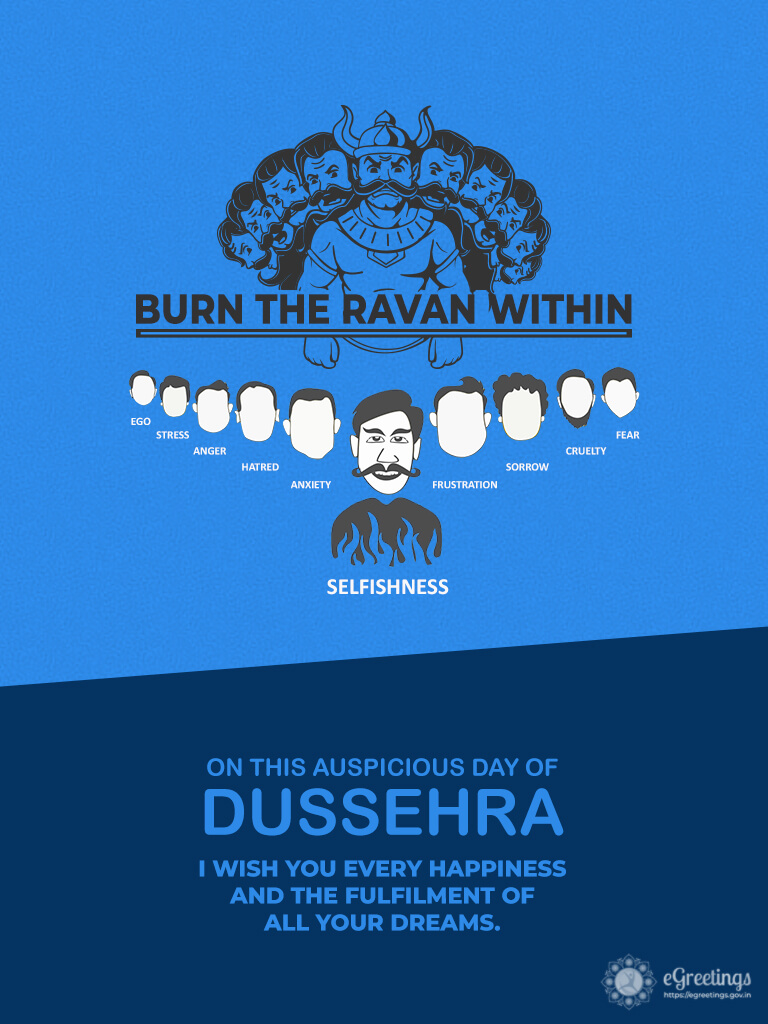 BURN THE RAVAN WITHIN
EGO
STRESS
ANGER
HATRED
ANXIETY
FRUSTRATION
SORROW
CRUELTY
FEAR
SELFISHNESS
ON THIS AUSPICIOUS DAY OF
DUSSEHRA
I WISH YOU EVERY HAPPINESS
AND THE FULFILMENT OF
ALL YOUR DREAMS.
eGreetings
https://egreetings.gov.in